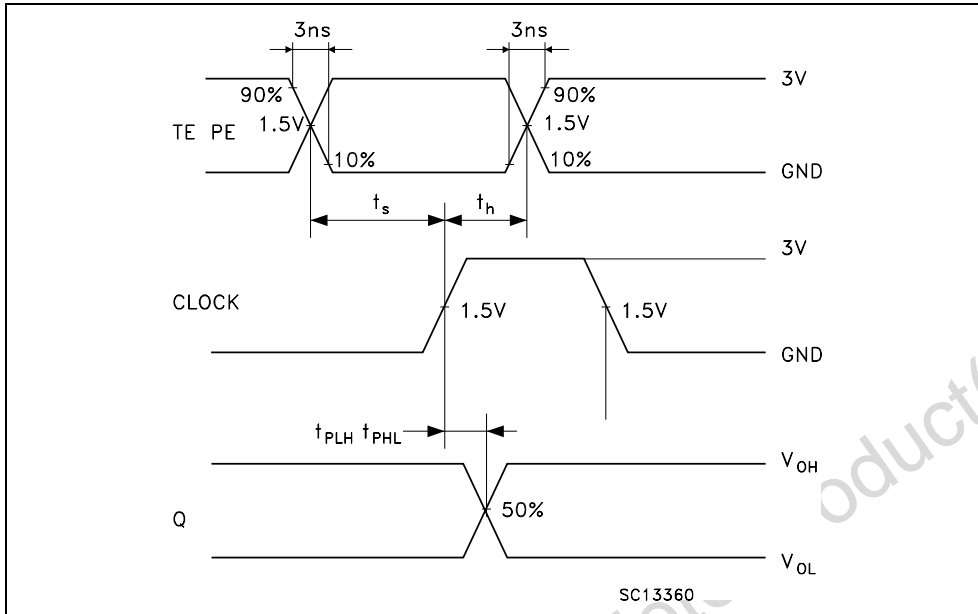 3ns 3ns
3V
90% 90%
TE PE 1.5V 1.5V
10% 10%
GND
ts th
3V
CLOCK 1.5V 1.5V
GND
tPLH tPHL
VOH
Q 50%
VOL
SC13360